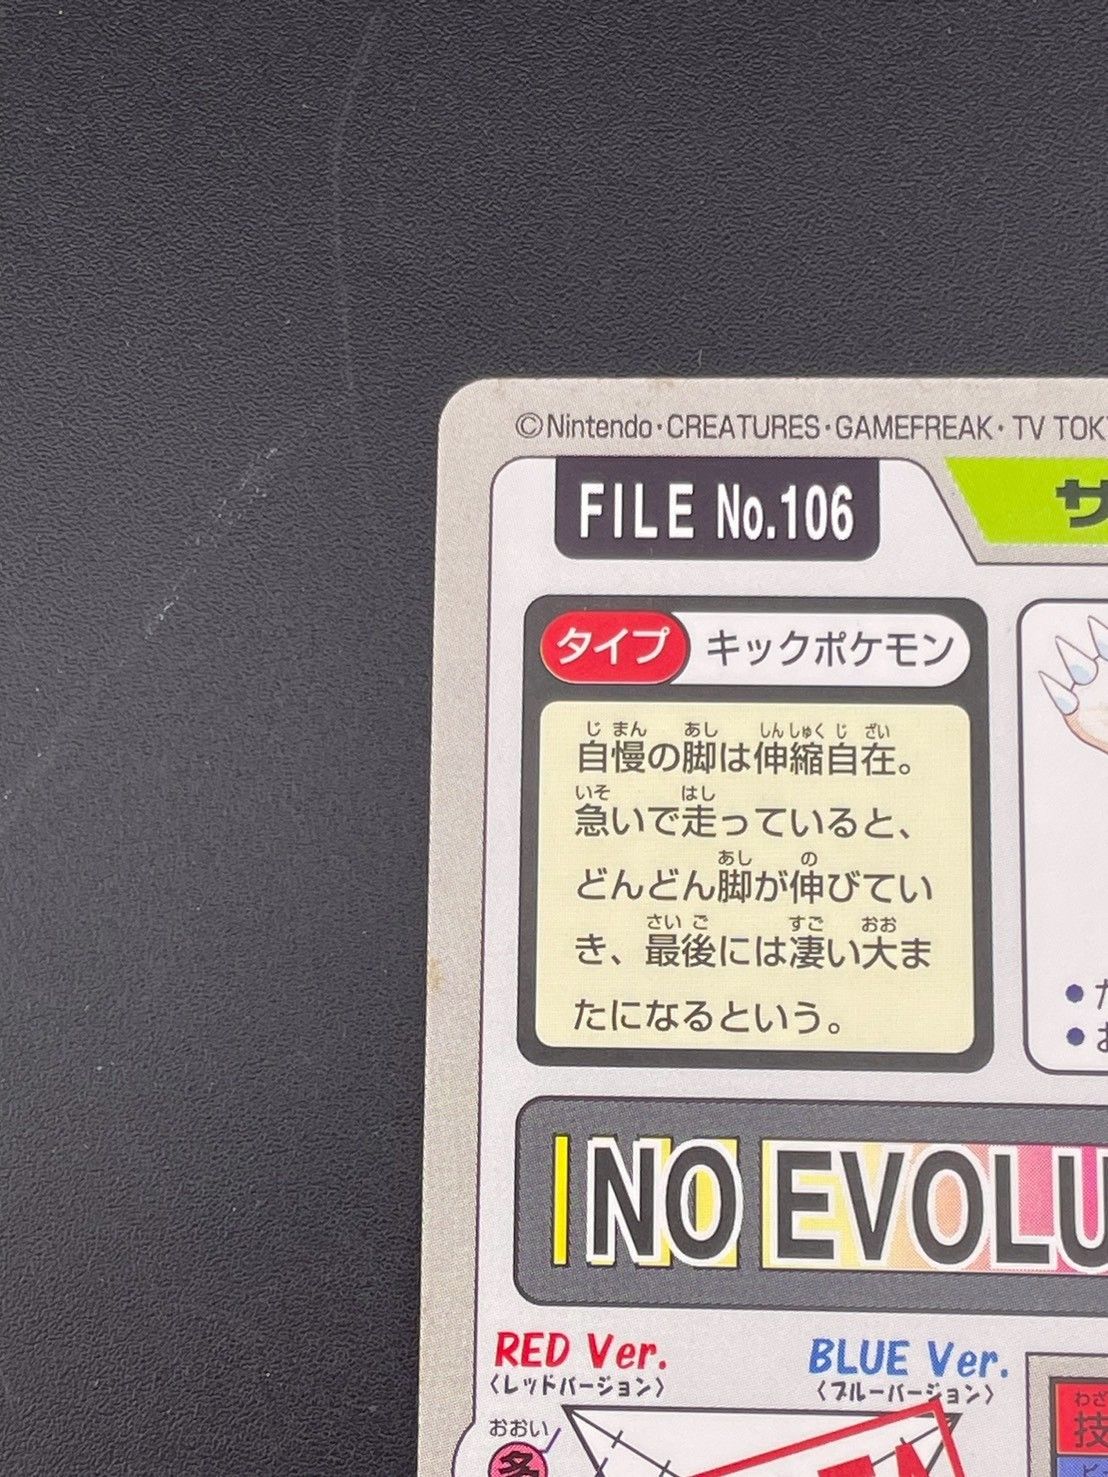 ©Nintendo・CREATURES・GAMEFREAK・TV TOK
FILE No.106
サ
タイプ キックポケモン
じまん あし しんしゅくじざい
自慢の脚は伸縮自在。
いそ はし
急いで走っていると、
あし の
どんどん脚が伸びてい
さいご すご おお
き、最後には凄い大ま
たになるという。
NO EVOLU
RED Ver.
BLUE Ver.
〈レッドバージョン〉
〈ブルーバージョン〉
おおい
多
わざ
技